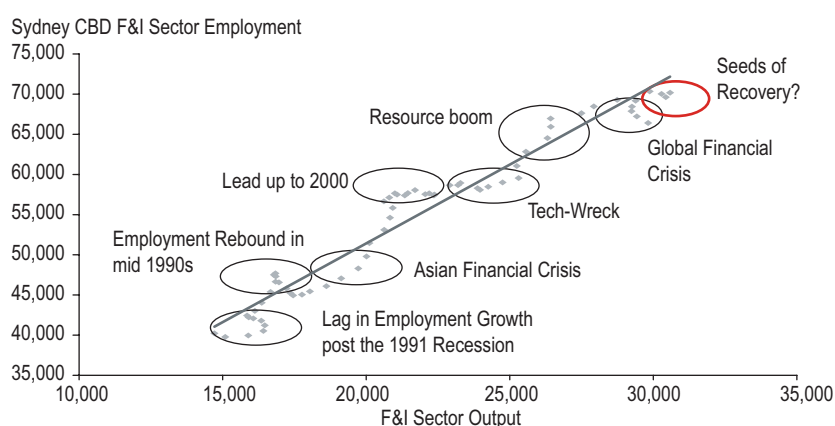 Sydney CBD F&I Sector Employment
75,000
70,000
65,000
60,000
55,000
50,000
45,000
40,000
35,000
Seeds of
Recovery?
Resource boom
Global Financial
Crisis
Lead up to 2000
Tech-Wreck
Employment Rebound in
mid 1990s
Asian Financial Crisis
Lag in Employment Growth
post the 1991 Recession
10,000
15,000
20,000
25,000
30,000
35,000
F&I Sector Output